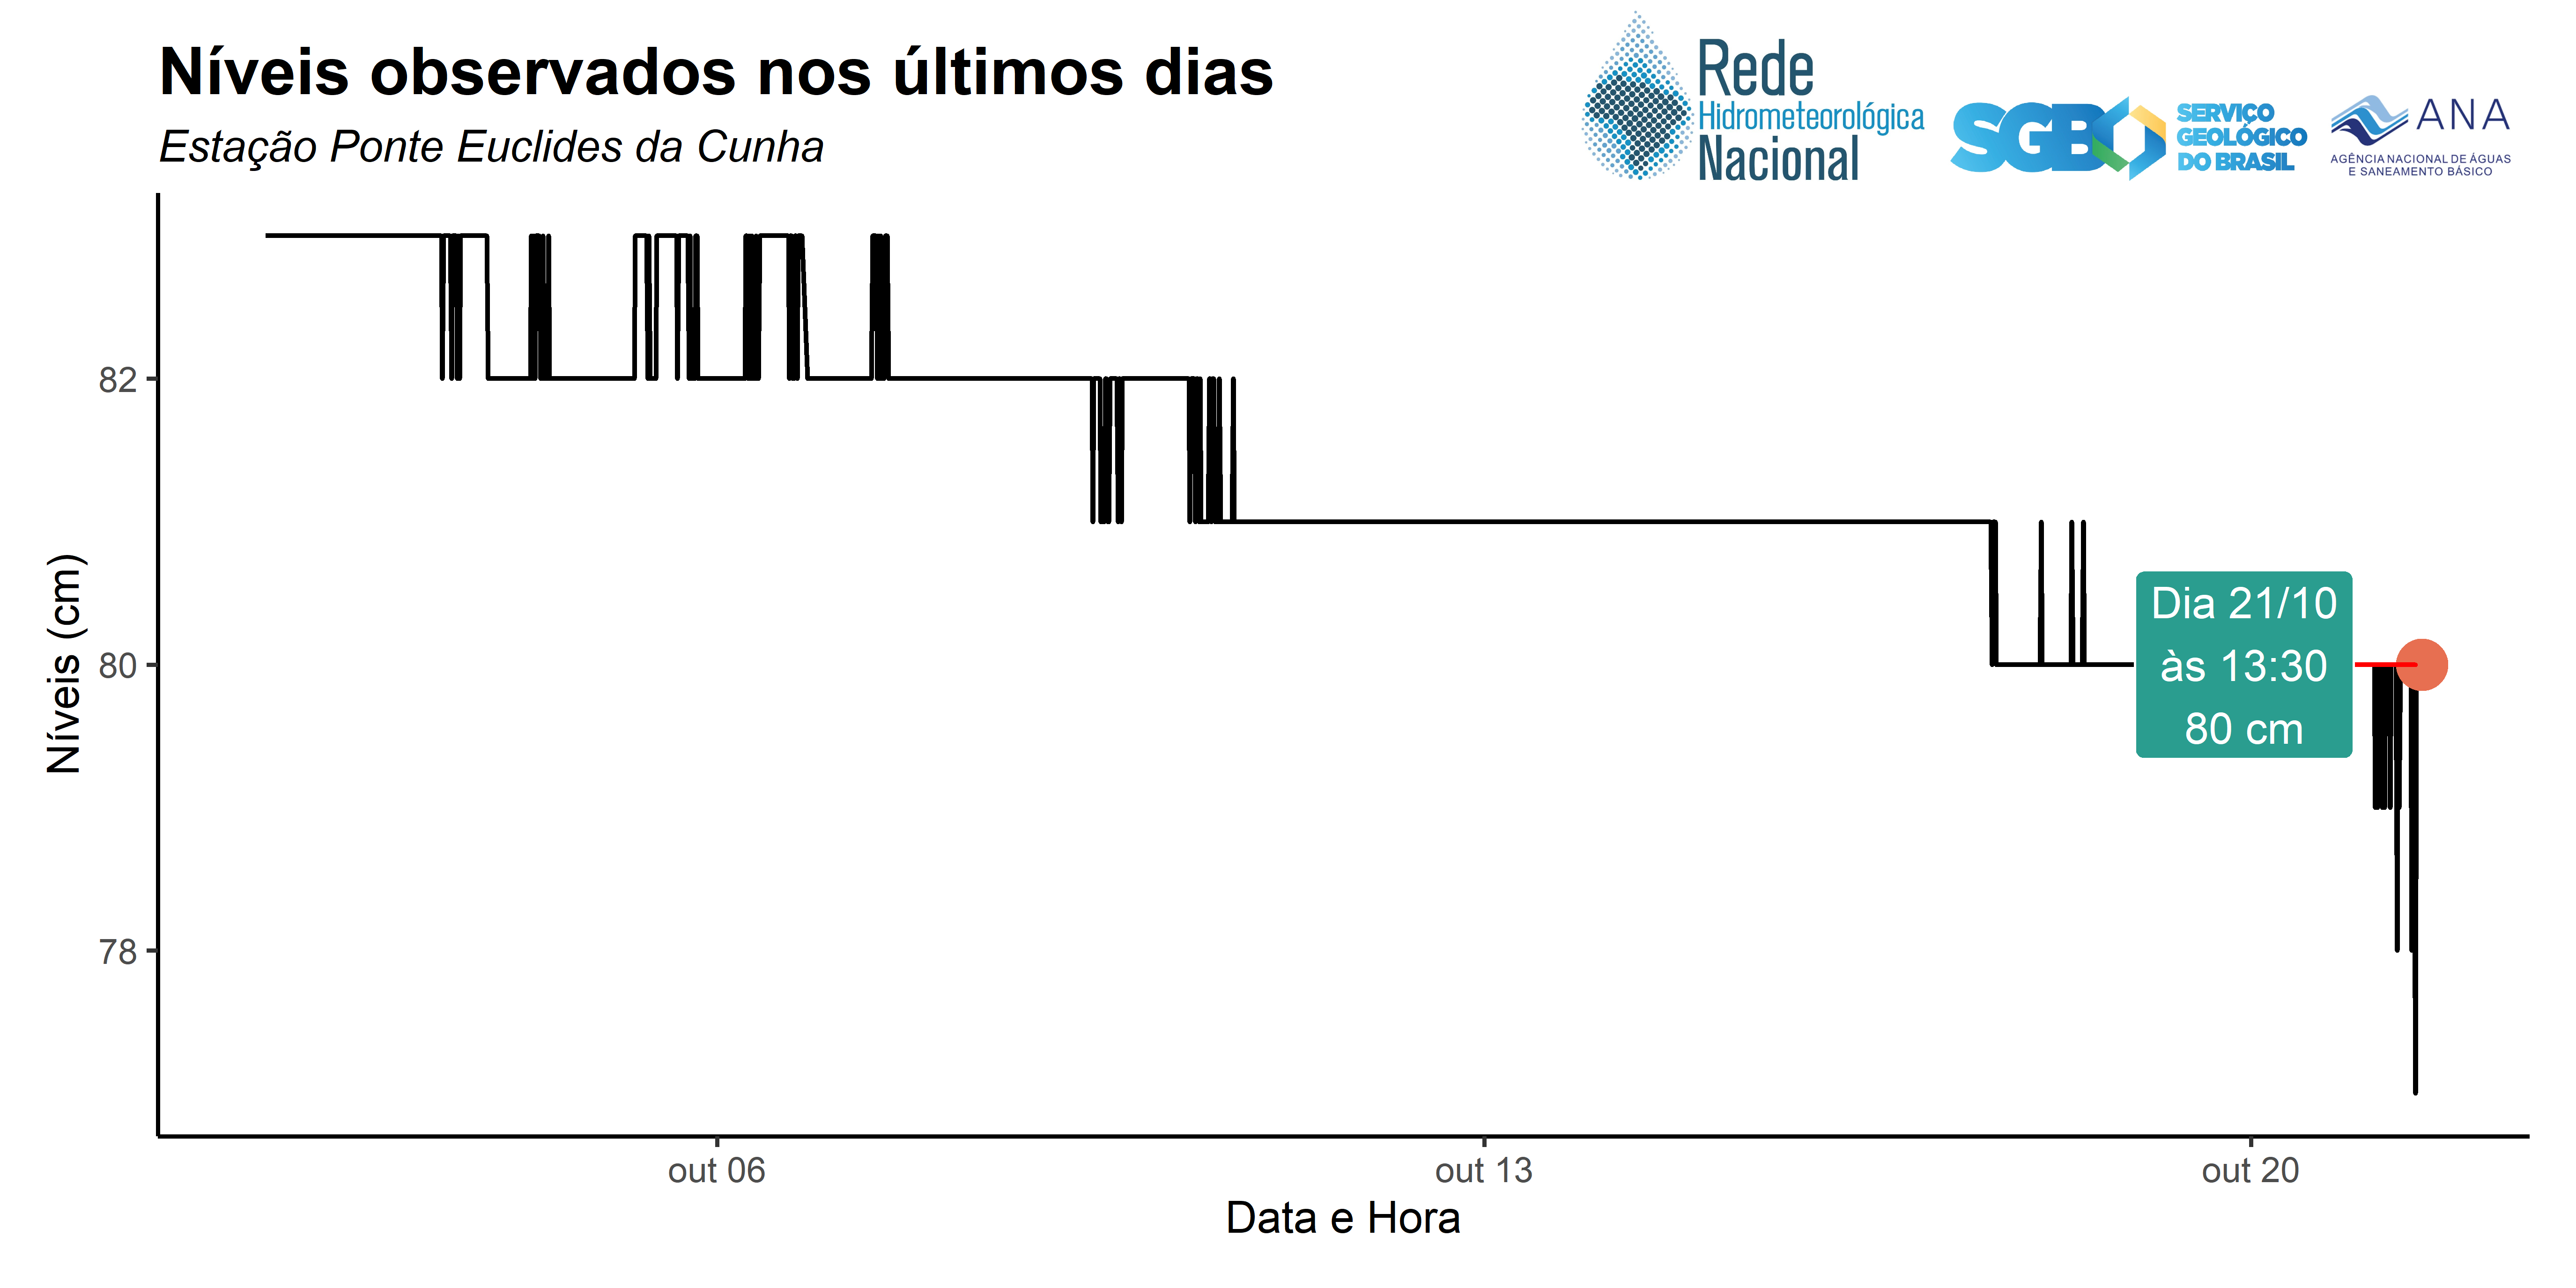 Níveis observados nos últimos dias
Estação Ponte Euclides da Cunha
Rede
Hidrometeorológica
Nacional
SGB
SERVIÇO
GEOLÓGICO
DO BRASIL
ANA
AGÊNCIA NACIONAL DE ÁGUAS
E SANEAMENTO BÁSICO
Níveis (cm)
82
80
78
Dia 21/10
às 13:30
80 cm
out 06
out 13
out 20
Data e Hora